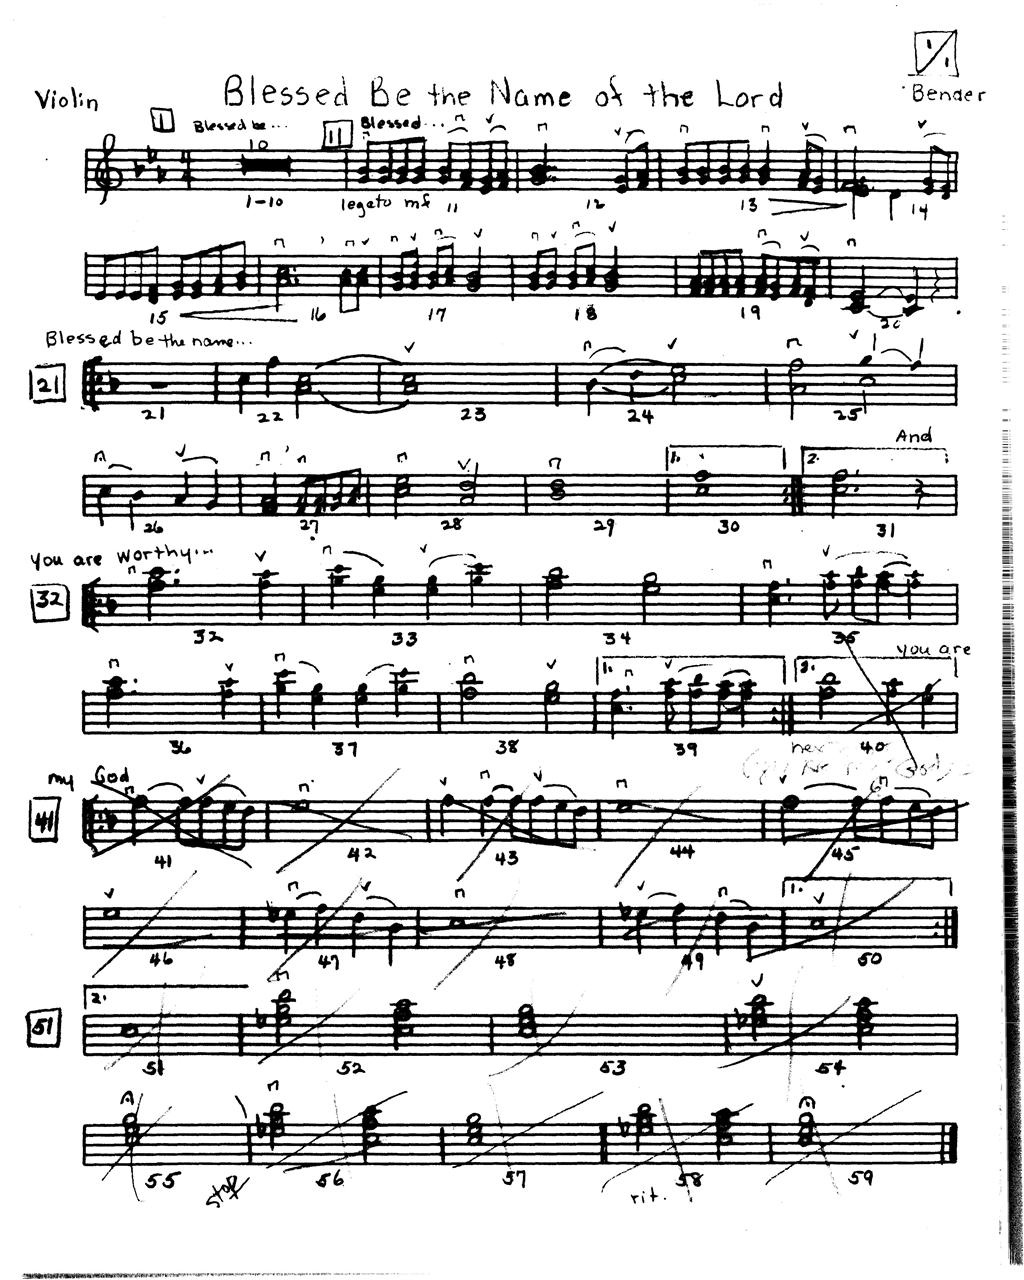 1/1
Violin
Blessed Be the Name of the Lord
Bender
1 Blessed be... 11 Blessed...
10
1-10 legato mf 11 12 13 14
15 16 17 18 19 20
Blessed be the name...
21
21 22 23 24 25
1. 2. And
26 27 28 29 30 31
you are worthy...
32
32 33 34 35
you are
1. 2.
36 37 38 39 40
my God
41
41 42 43 44 45
1.
46 47 48 49 50
2.
51
51 52 53 54
55 stop 56 57 58 59
rit.